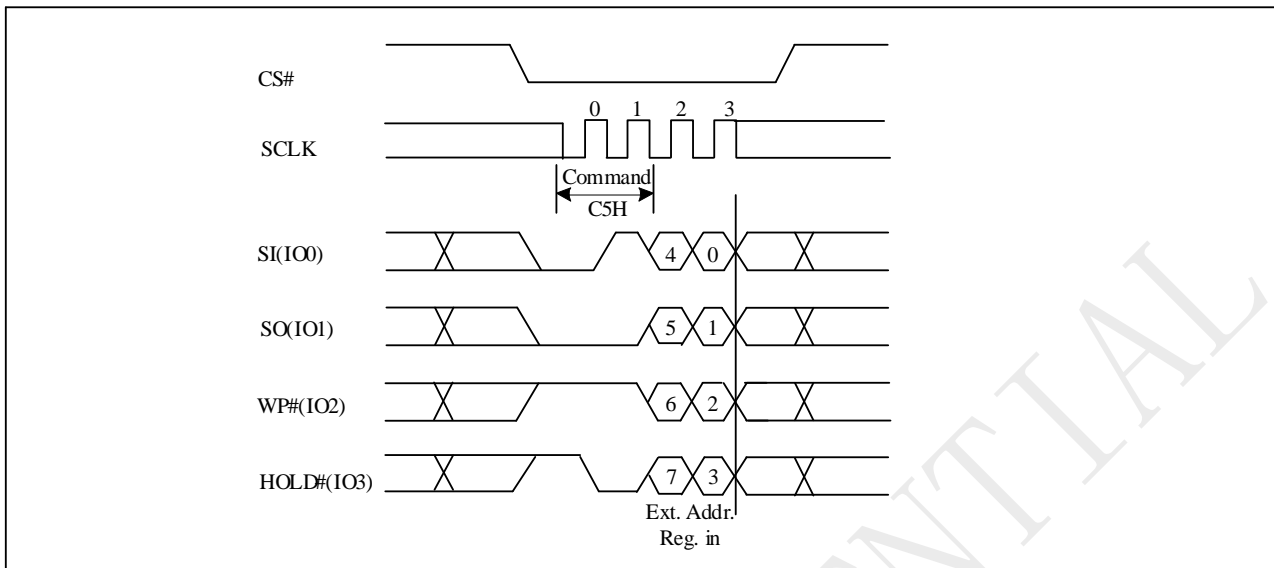 CS#
0 1 2 3
SCLK
Command
C5H
SI(IO0) 4 0
SO(IO1) 5 1
WP#(IO2) 6 2
HOLD#(IO3) 7 3
Ext. Addr.
Reg. in